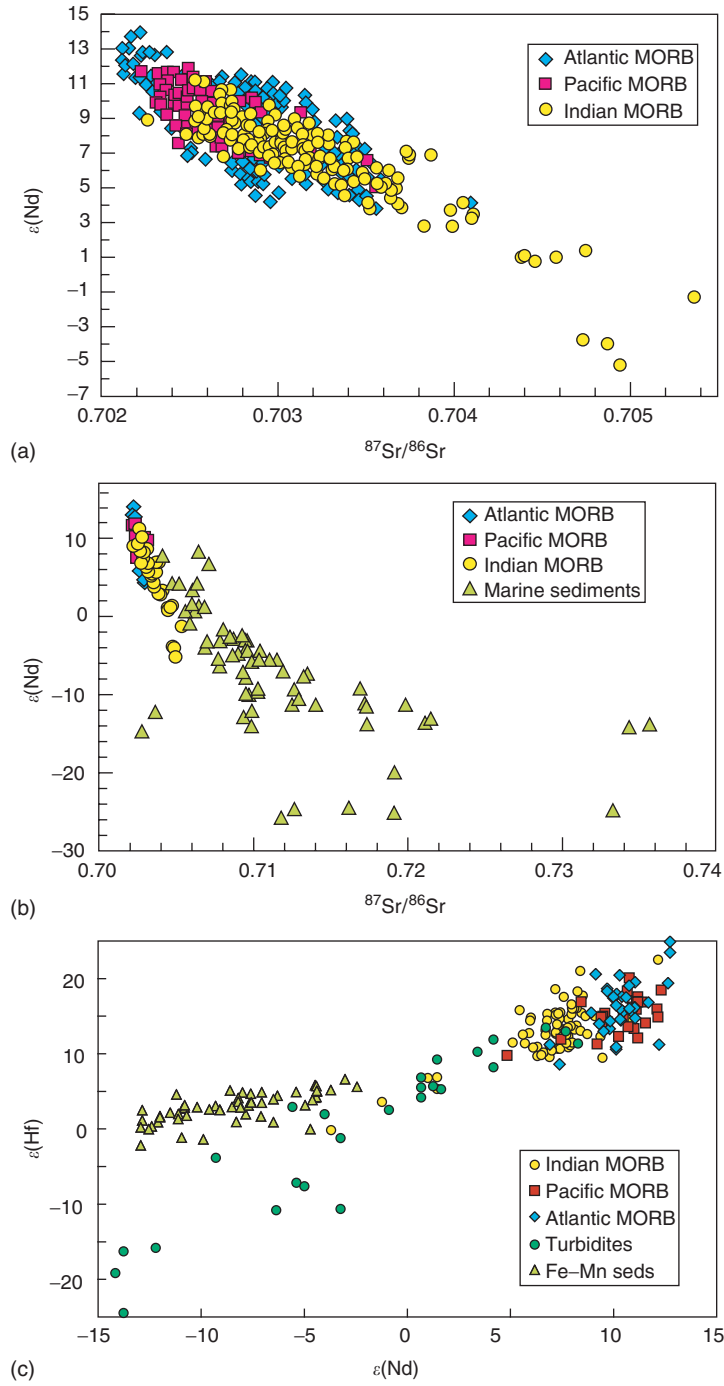 15
13
11
9
7
5
3
1
−1
−3
−5
−7
ε(Nd)
Atlantic MORB
Pacific MORB
Indian MORB
0.702
0.703
0.704
0.705
(a)
87Sr/86Sr
10
0
−10
−20
−30
ε(Nd)
Atlantic MORB
Pacific MORB
Indian MORB
Marine sediments
0.70
0.71
0.72
0.73
0.74
(b)
87Sr/86Sr
20
15
10
5
0
−5
−10
−15
−20
ε(Hf)
Indian MORB
Pacific MORB
Atlantic MORB
Turbidites
Fe–Mn seds
−15
−10
−5
0
5
10
15
(c)
ε(Nd)